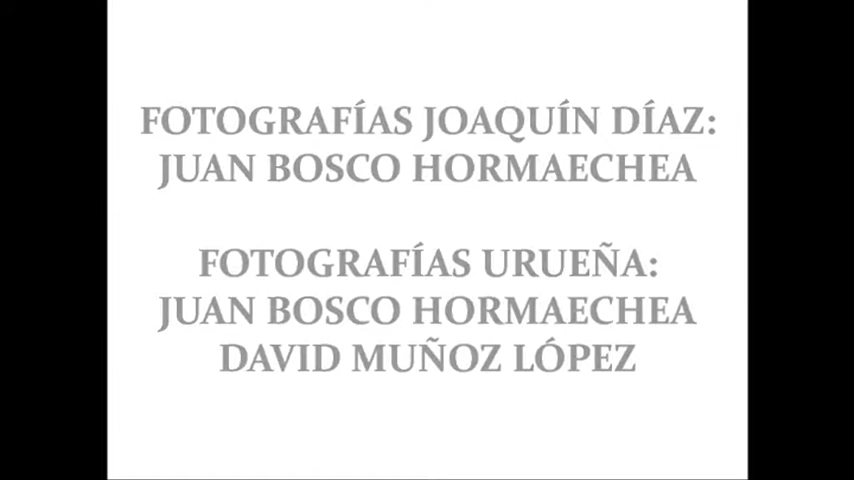 FOTOGRAFÍAS JOAQUÍN DÍAZ:
JUAN BOSCO HORMAECHEA
FOTOGRAFÍAS URUEÑA:
JUAN BOSCO HORMAECHEA
DAVID MUÑOZ LÓPEZ